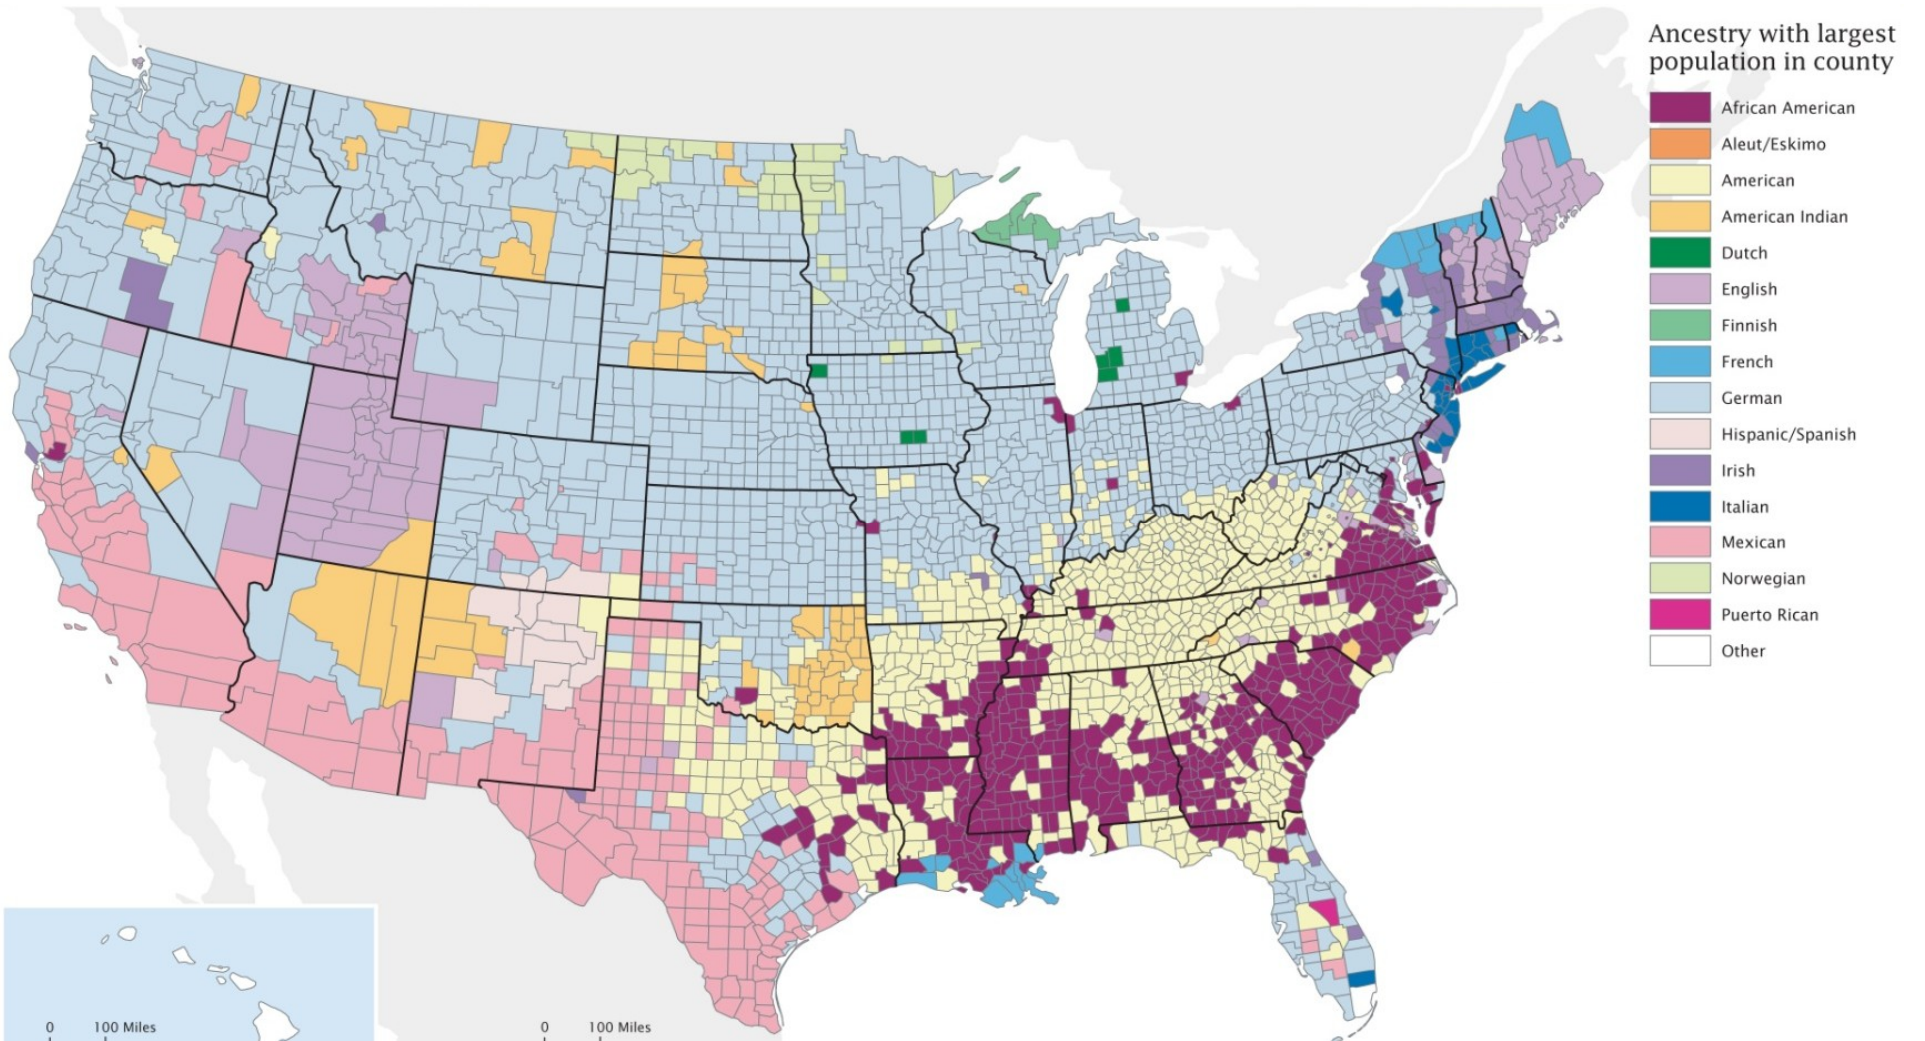 Ancestry with largest
population in county
African American
Aleut/Eskimo
American
American Indian
Dutch
English
Finnish
French
German
Hispanic/Spanish
Irish
Italian
Mexican
Norwegian
Puerto Rican
Other
0 100 Miles
0 100 Miles